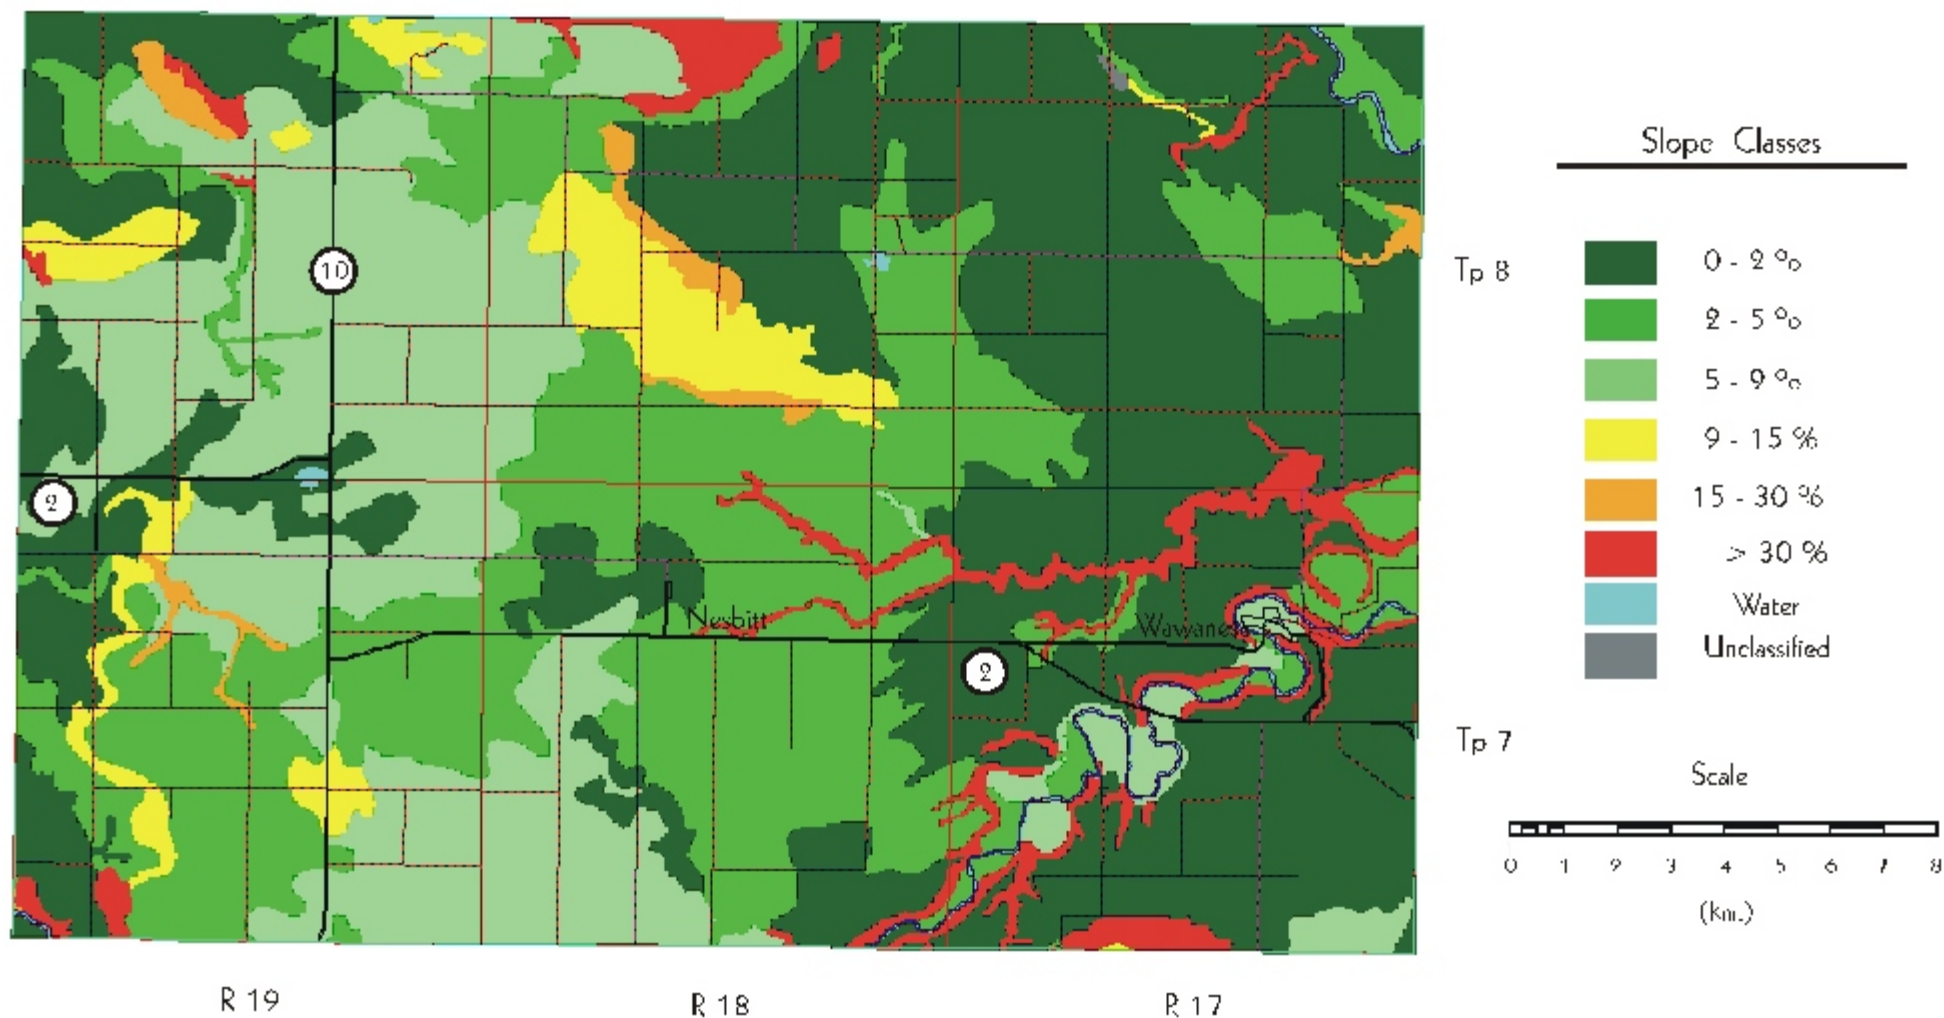 Slope Classes
0 - 2 %
2 - 5 %
5 - 9 %
9 - 15 %
15 - 30 %
> 30 %
Water
Unclassified
10
Tp 8
2
Nesbitt
Wawanesa
2
Tp 7
Scale
0 1 2 3 4 5 6 7 8
(km.)
R 19
R 18
R 17